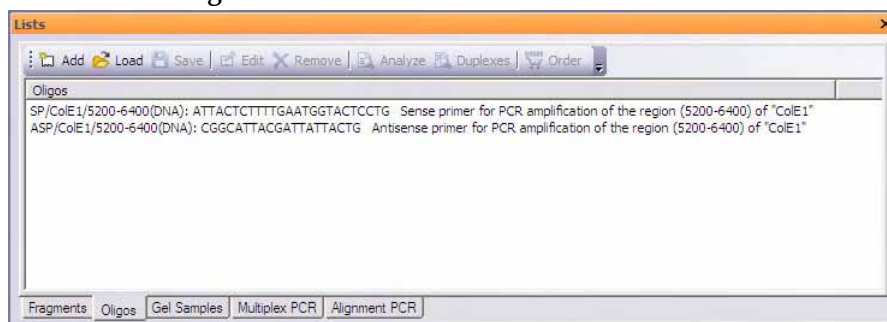 Lists
Add Load Save Edit Remove Analyze Duplexes Order
Oligos
SP/ColE1/5200-6400(DNA): ATTACTCTTTTGAATGGTACTCCTG Sense primer for PCR amplification of the region (5200-6400) of "ColE1"
ASP/ColE1/5200-6400(DNA): CGGCATTACGATTATTACTG Antisense primer for PCR amplification of the region (5200-6400) of "ColE1"
Fragments Oligos Gel Samples Multiplex PCR Alignment PCR